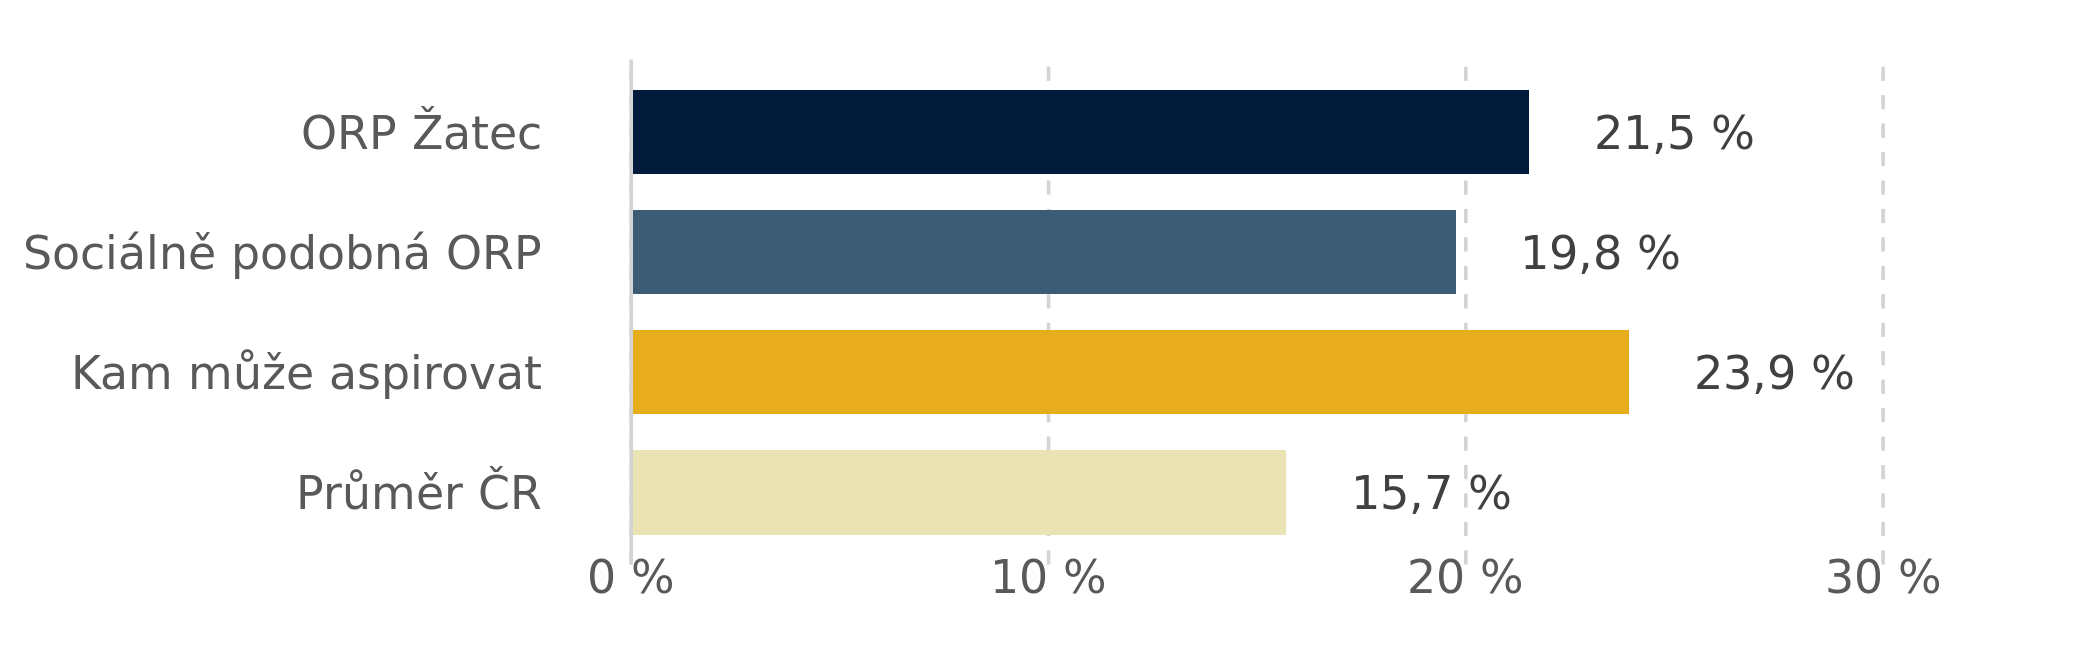 ORP Žatec 21,5 %
Sociálně podobná ORP 19,8 %
Kam může aspirovat 23,9 %
Průměr ČR 15,7 %
0 % 10 % 20 % 30 %